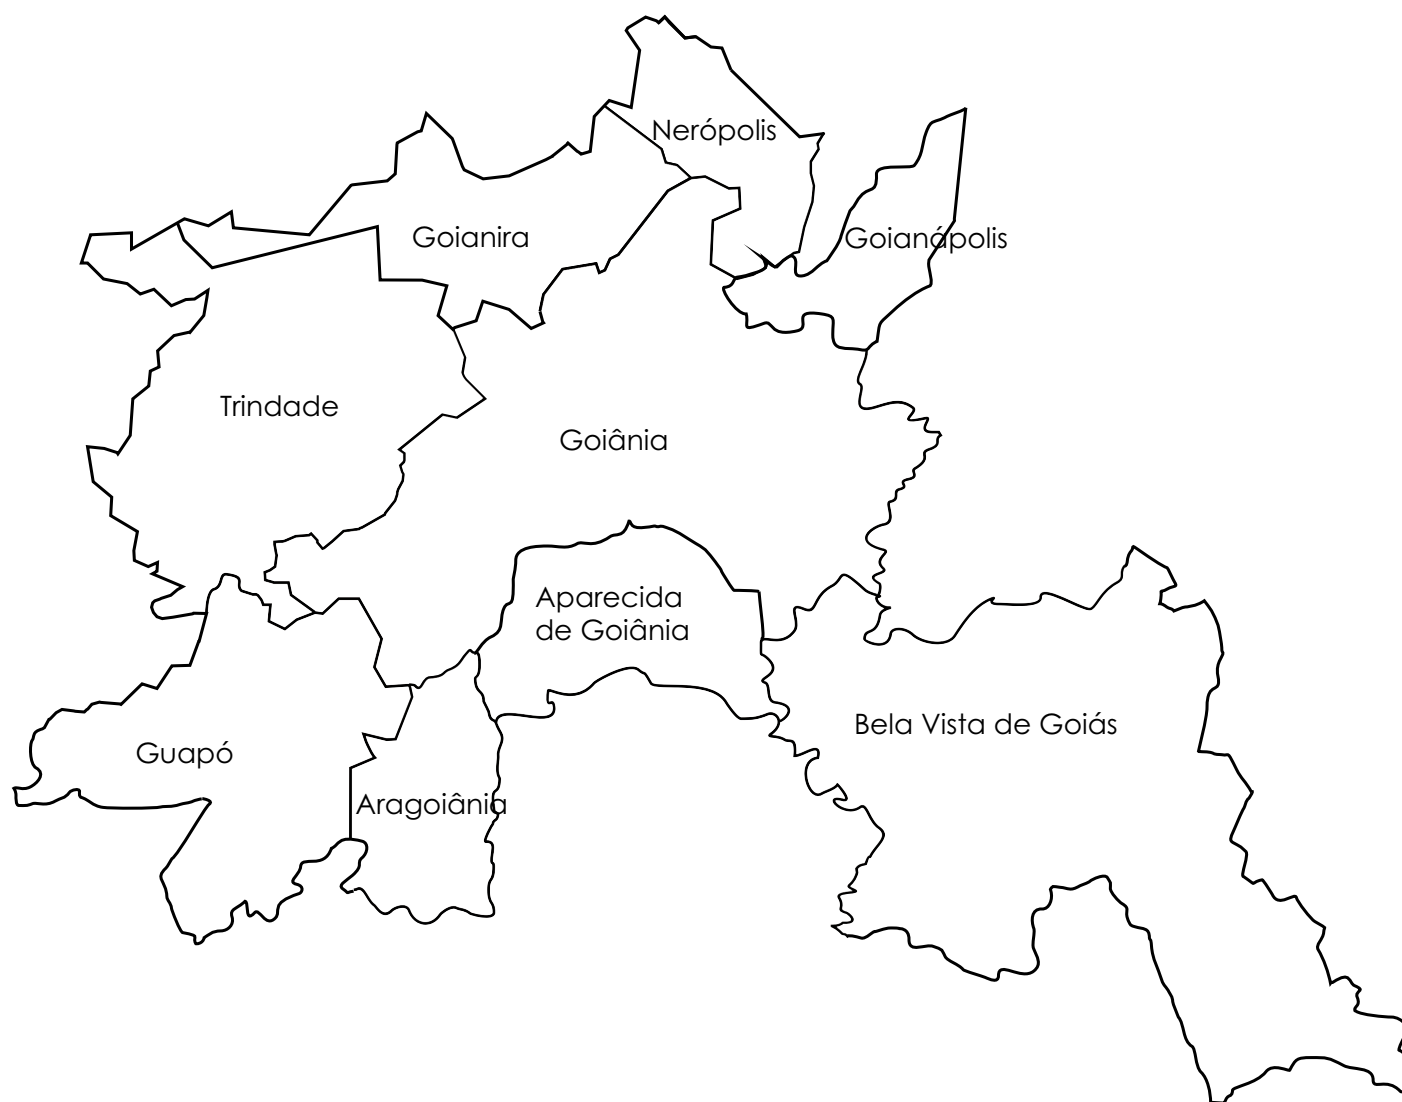 Nerópolis
Goianira
Goianápolis
Trindade
Goiânia
Aparecida
de Goiânia
Bela Vista de Goiás
Guapó
Aragoiânia